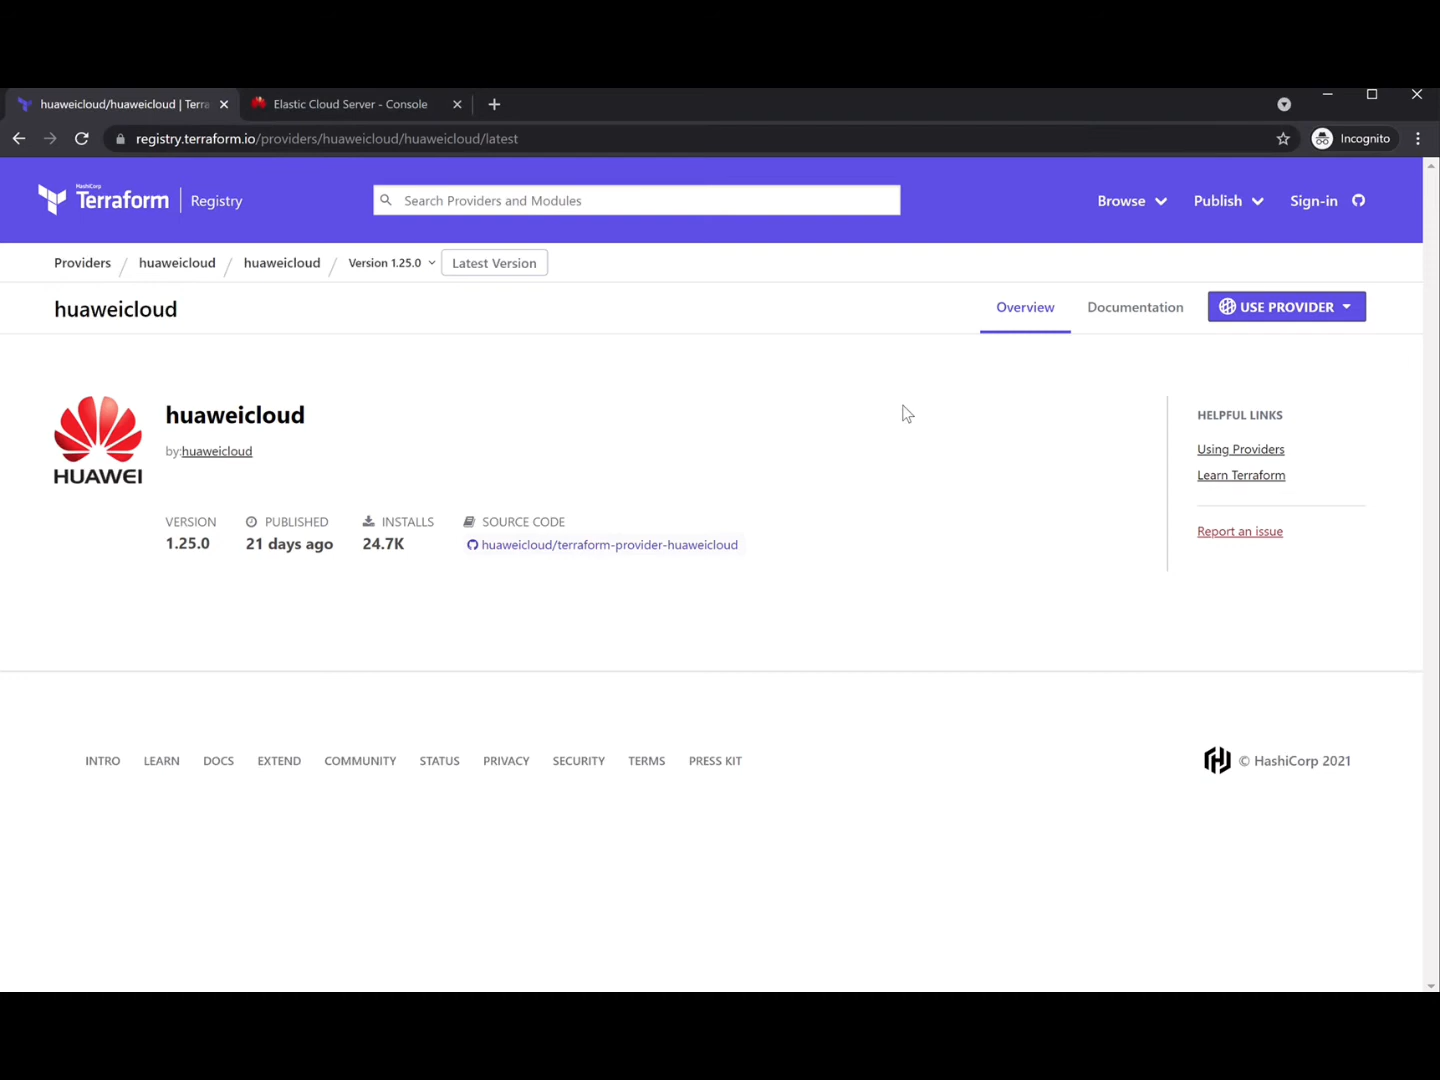 huaweicloud/huaweicloud | Terra
Elastic Cloud Server - Console
registry.terraform.io/providers/huaweicloud/huaweicloud/latest
Incognito
HashiCorp
Terraform
Registry
Search Providers and Modules
Browse
Publish
Sign-in
Providers / huaweicloud / huaweicloud / Version 1.25.0
Latest Version
huaweicloud
Overview
Documentation
USE PROVIDER
HUAWEI
huaweicloud
by:huaweicloud
VERSION
1.25.0
PUBLISHED
21 days ago
INSTALLS
24.7K
SOURCE CODE
huaweicloud/terraform-provider-huaweicloud
HELPFUL LINKS
Using Providers
Learn Terraform
Report an issue
INTRO LEARN DOCS EXTEND COMMUNITY STATUS PRIVACY SECURITY TERMS PRESS KIT
© HashiCorp 2021